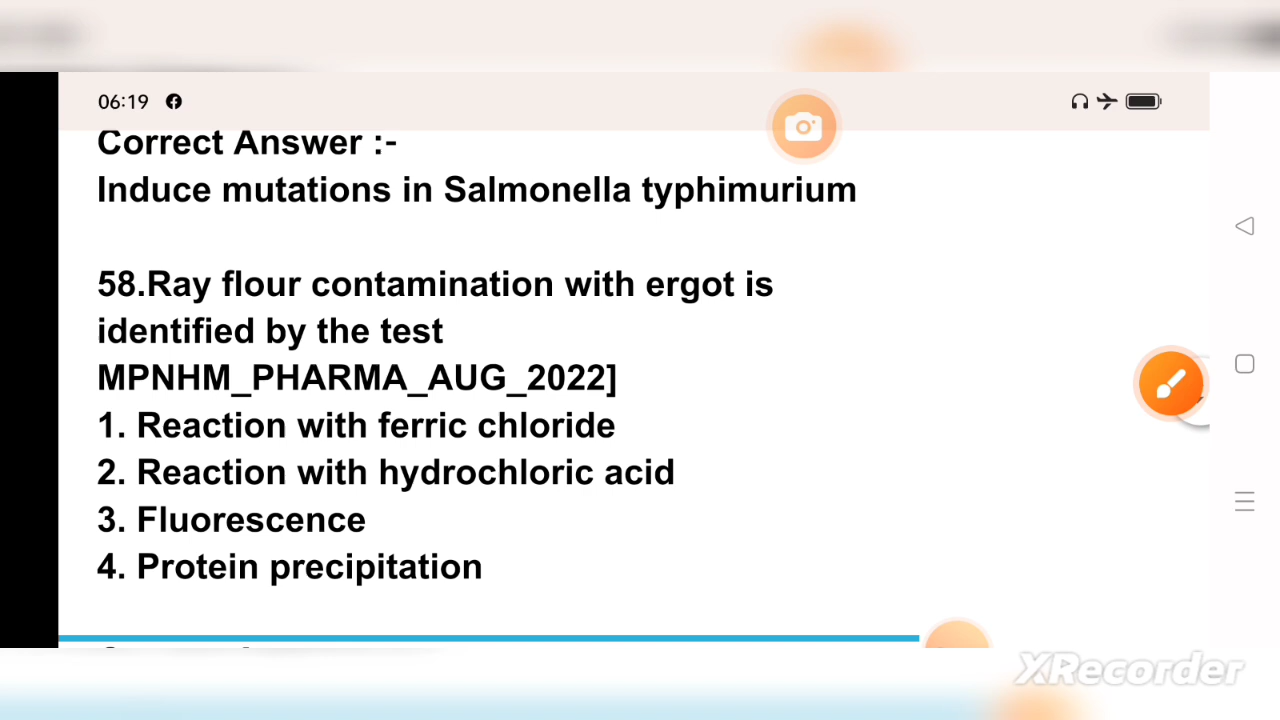 06:19
Correct Answer :-
Induce mutations in Salmonella typhimurium
58.Ray flour contamination with ergot is
identified by the test
MPNHM_PHARMA_AUG_2022]
1. Reaction with ferric chloride
2. Reaction with hydrochloric acid
3. Fluorescence
4. Protein precipitation
XRecorder